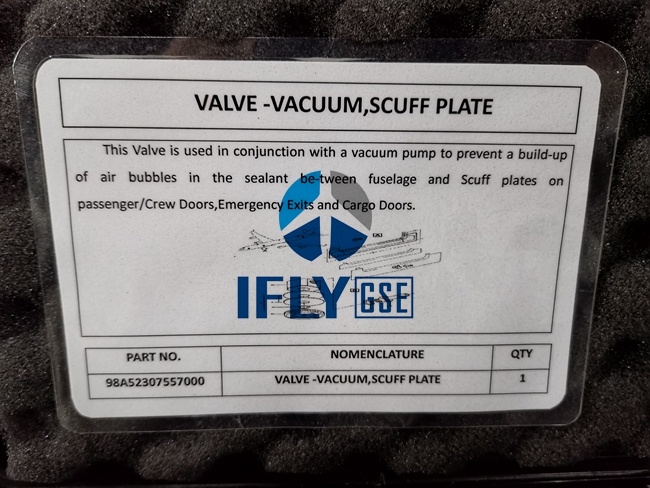 VALVE -VACUUM,SCUFF PLATE
This Valve is used in conjunction with a vacuum pump to prevent a build-up
of air bubbles in the sealant be-tween fuselage and Scuff plates on
passenger/Crew Doors,Emergency Exits and Cargo Doors.
IFLY GSE
PART NO. NOMENCLATURE QTY
98A52307557000 VALVE -VACUUM,SCUFF PLATE 1